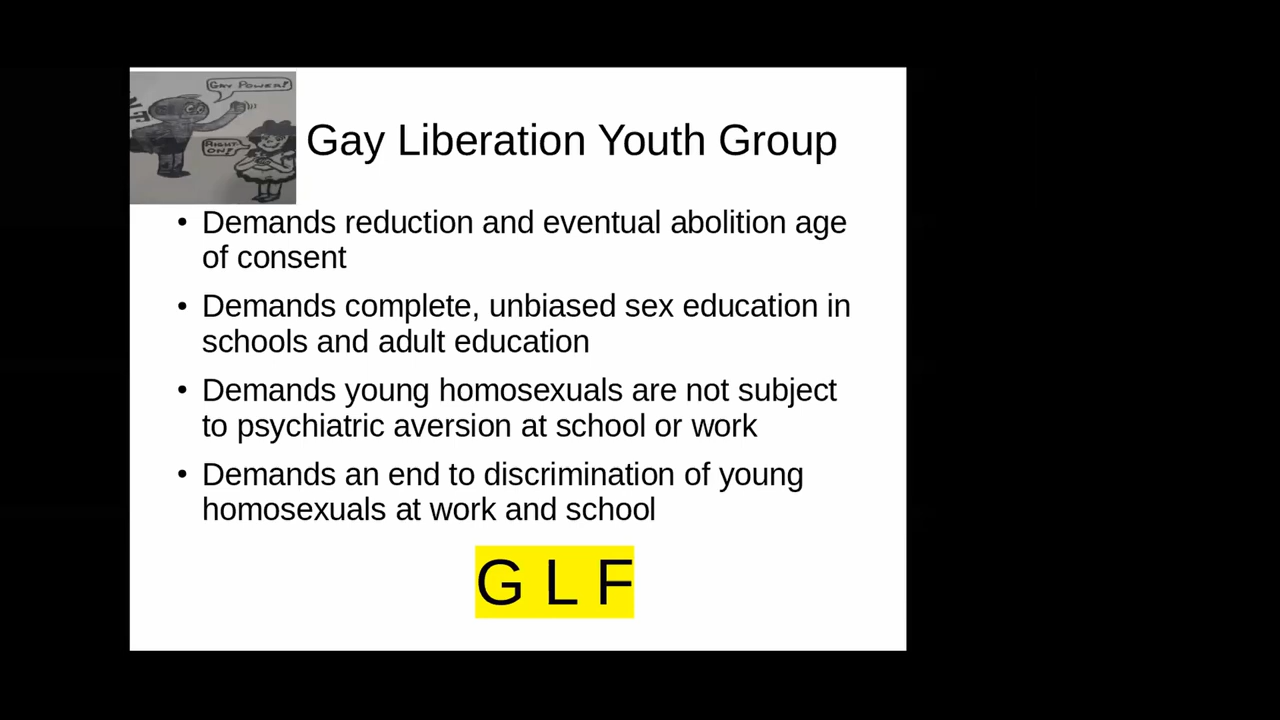 GAY POWER!
RIGHT
ON!
Gay Liberation Youth Group
• Demands reduction and eventual abolition age
of consent
• Demands complete, unbiased sex education in
schools and adult education
• Demands young homosexuals are not subject
to psychiatric aversion at school or work
• Demands an end to discrimination of young
homosexuals at work and school
G L F